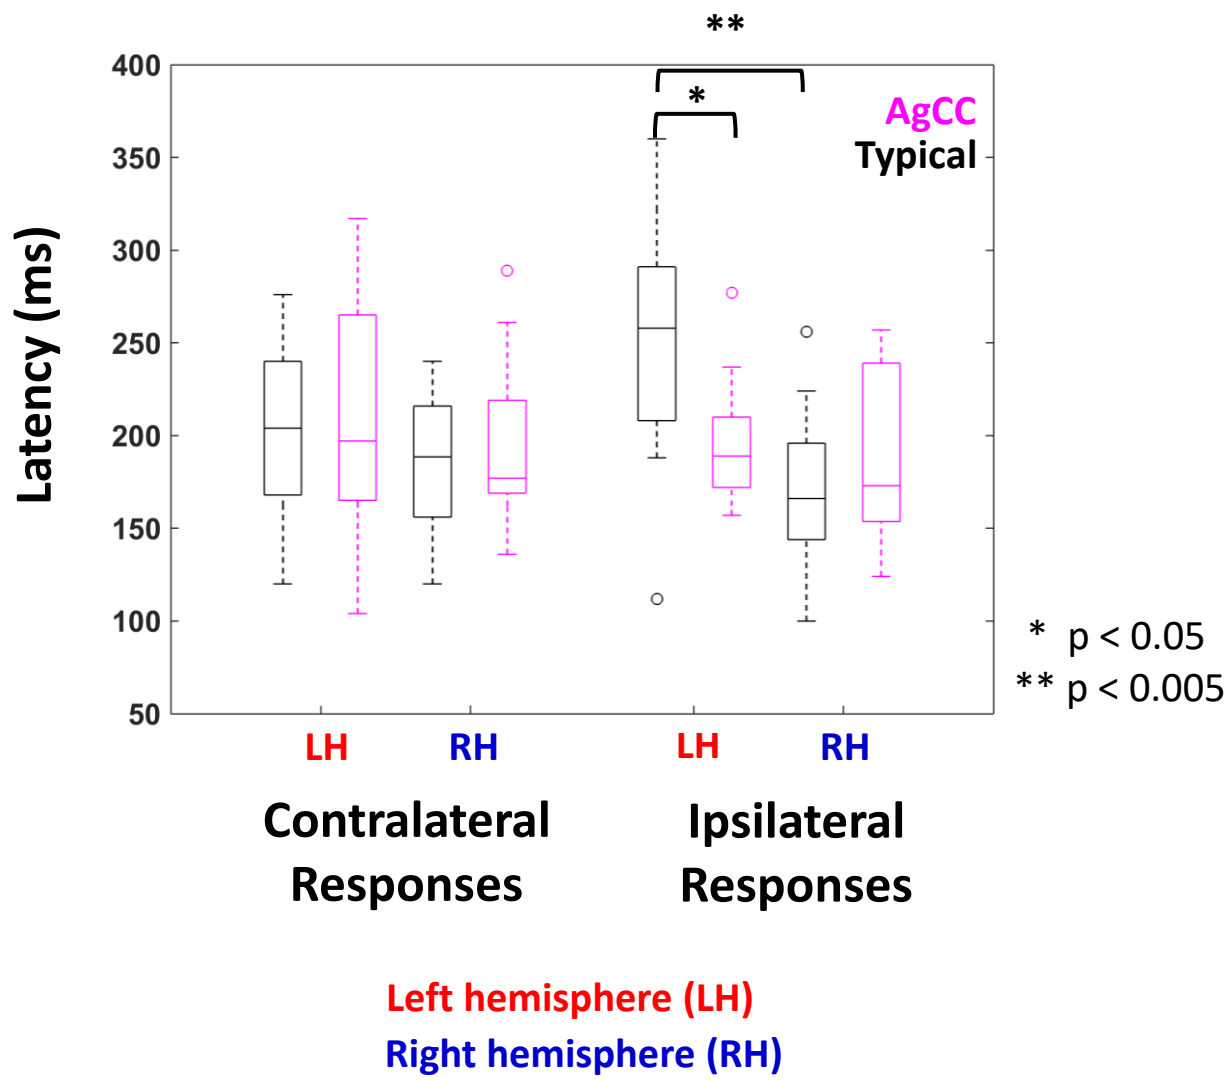 **
400
*
AgCC
Typical
350
300
250
200
150
100
50
Latency (ms)
* p < 0.05
** p < 0.005
LH RH LH RH
Contralateral Responses
Ipsilateral Responses
Left hemisphere (LH)
Right hemisphere (RH)